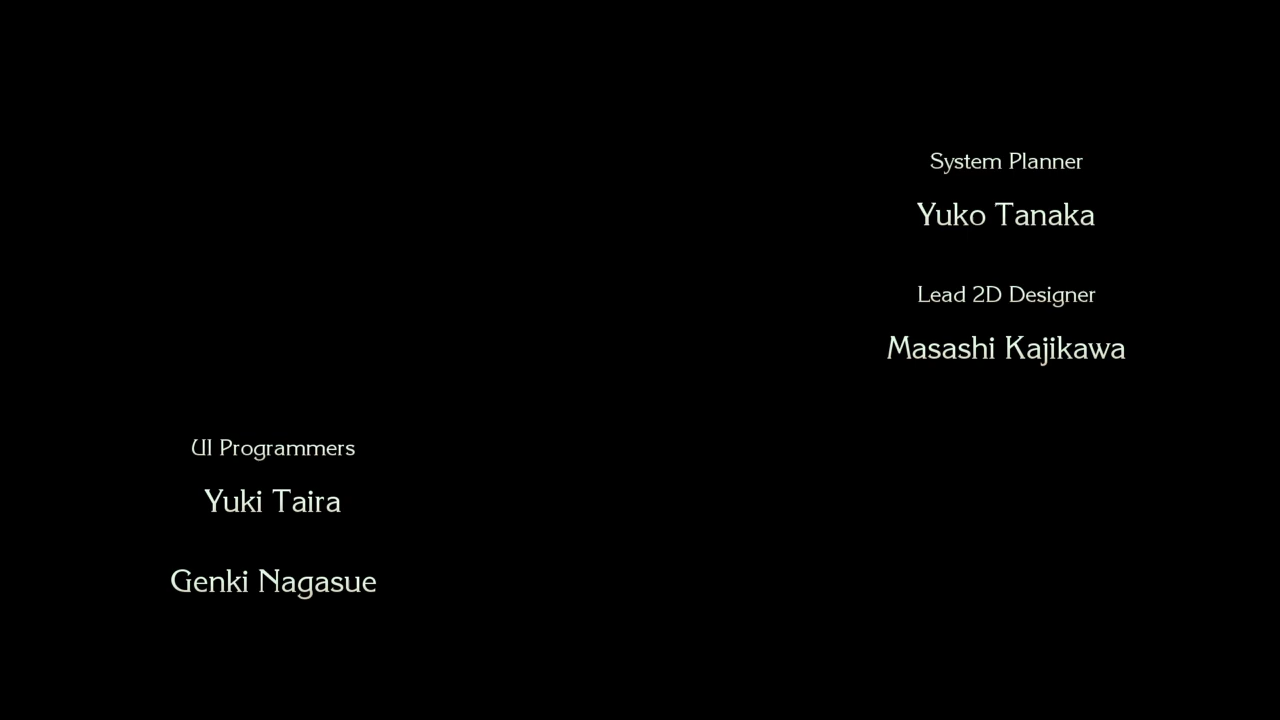 System Planner
Yuko Tanaka
Lead 2D Designer
Masashi Kajikawa
UI Programmers
Yuki Taira
Genki Nagasue